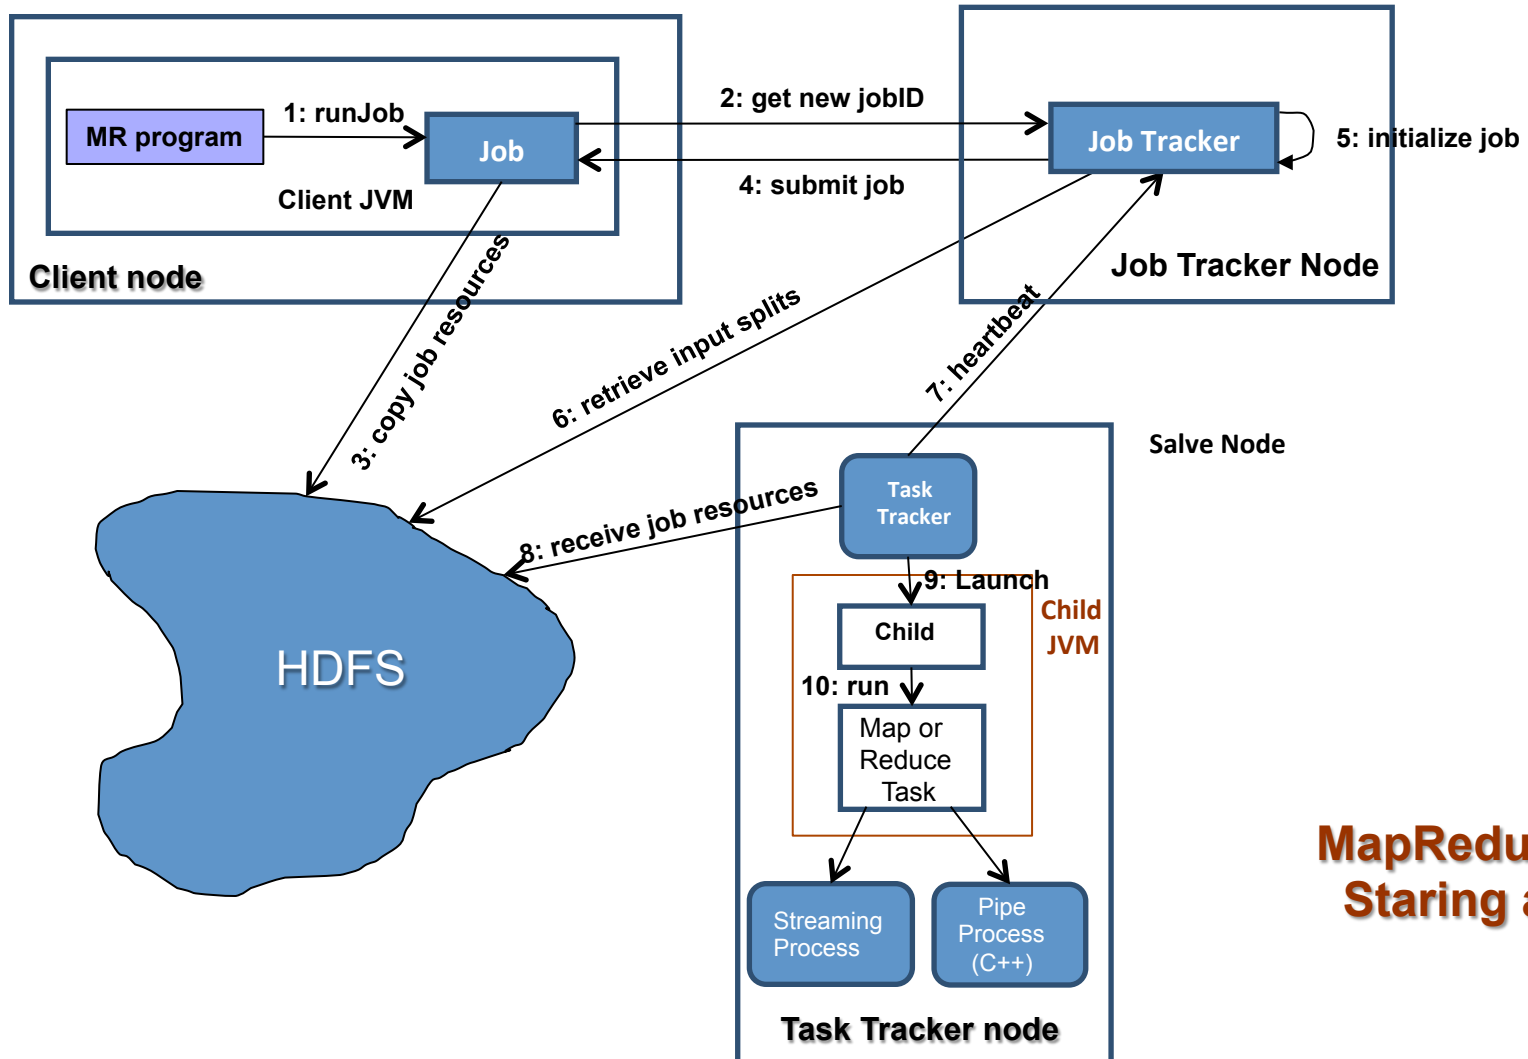 1: runJob
MR program
Job
Client JVM
Client node
2: get new jobID
4: submit job
Job Tracker
5: initialize job
Job Tracker Node
3: copy job resources
6: retrieve input splits
7: heartbeat
8: receive job resources
HDFS
Salve Node
Task
Tracker
9: Launch
Child
Child
JVM
10: run
Map or
Reduce
Task
Streaming
Process
Pipe
Process
(C++)
Task Tracker node
MapRedu
Staring a